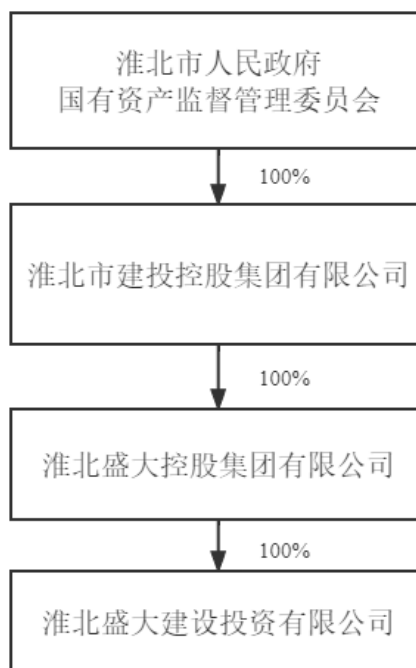 淮北市人民政府
国有资产监督管理委员会
100%
淮北市建投控股集团有限公司
100%
淮北盛大控股集团有限公司
100%
淮北盛大建设投资有限公司